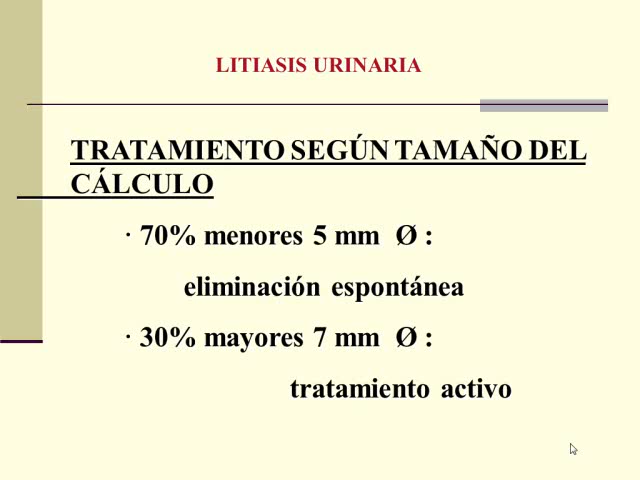 LITIASIS URINARIA
TRATAMIENTO SEGÚN TAMAÑO DEL
CÁLCULO
· 70% menores 5 mm Ø :
eliminación espontánea
· 30% mayores 7 mm Ø :
tratamiento activo